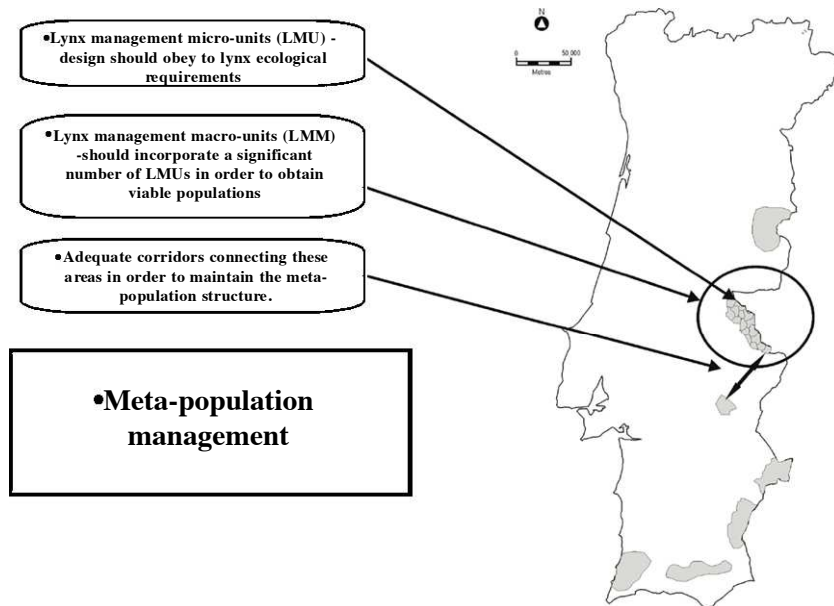 •Lynx management micro-units (LMU) -
design should obey to lynx ecological
requirements
•Lynx management macro-units (LMM)
-should incorporate a significant
number of LMUs in order to obtain
viable populations
•Adequate corridors connecting these
areas in order to maintain the meta-
population structure.
•Meta-population
management
N
0 50 000
Metres